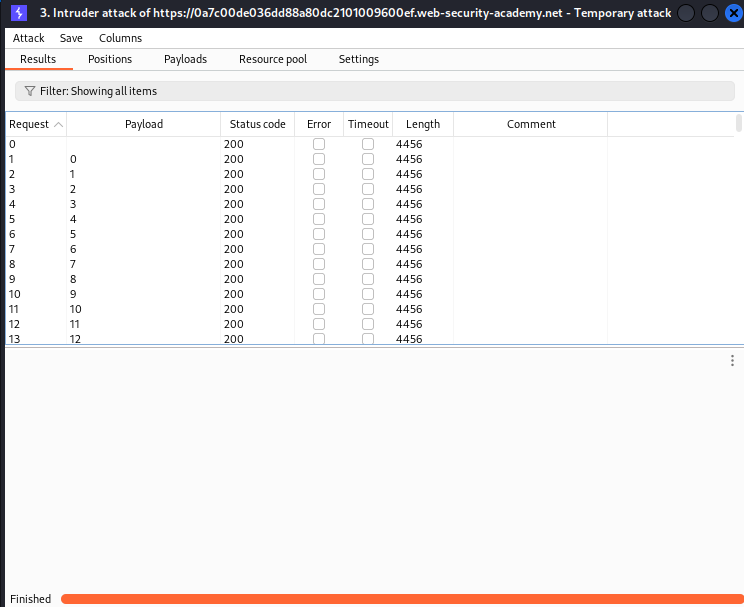 3. Intruder attack of https://0a7c00de036dd88a80dc2101009600ef.web-security-academy.net - Temporary attack
Attack Save Columns
Results Positions Payloads Resource pool Settings
Filter: Showing all items
Request Payload Status code Error Timeout Length Comment
0 200 4456
1 0 200 4456
2 1 200 4456
3 2 200 4456
4 3 200 4456
5 4 200 4456
6 5 200 4456
7 6 200 4456
8 7 200 4456
9 8 200 4456
10 9 200 4456
11 10 200 4456
12 11 200 4456
13 12 200 4456
Finished